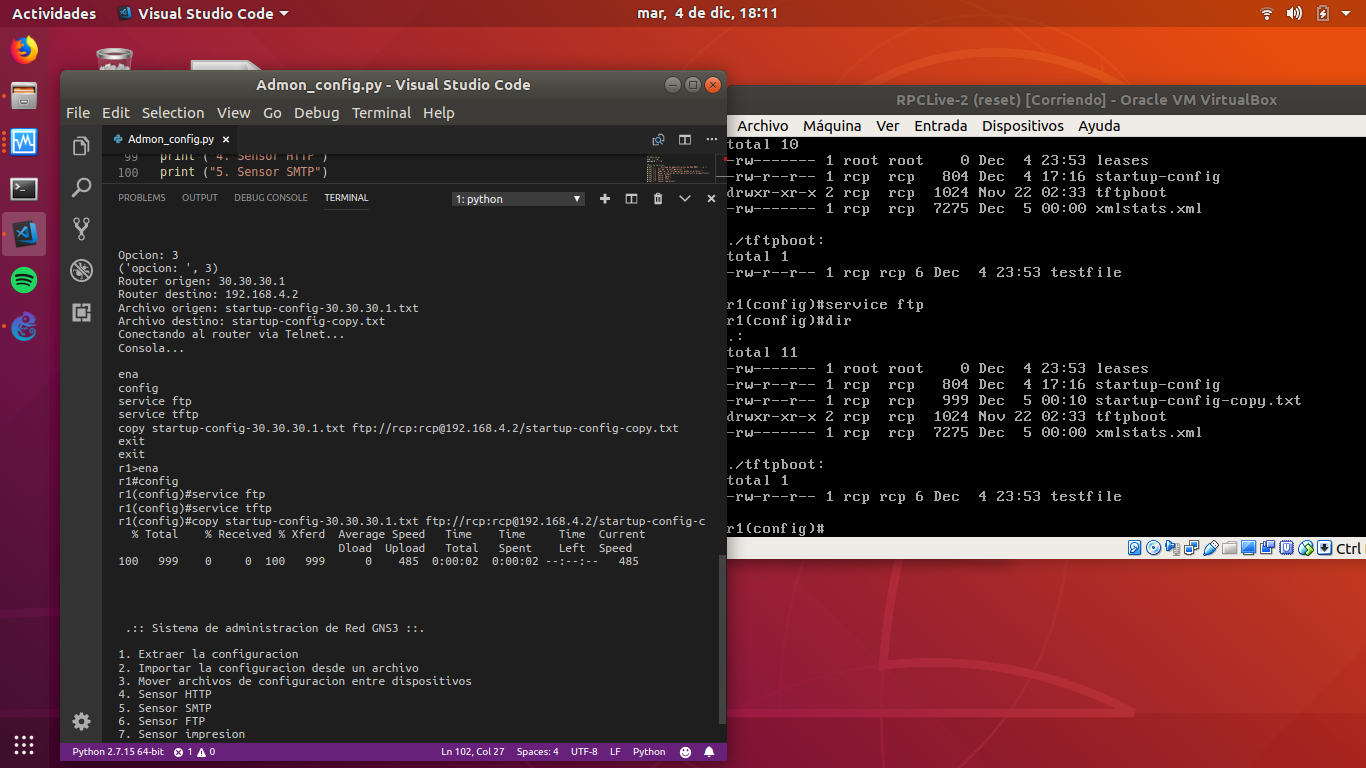 Actividades
Visual Studio Code
mar, 4 de dic, 18:11
Admon_config.py - Visual Studio Code
File Edit Selection View Go Debug Terminal Help
Admon_config.py
99 print ("4. Sensor HTTP")
100 print ("5. Sensor SMTP")
PROBLEMS OUTPUT DEBUG CONSOLE TERMINAL
1: python
Opcion: 3
('opcion: ', 3)
Router origen: 30.30.30.1
Router destino: 192.168.4.2
Archivo origen: startup-config-30.30.30.1.txt
Archivo destino: startup-config-copy.txt
Conectando al router via Telnet...
Consola...
ena
config
service ftp
service tftp
copy startup-config-30.30.30.1.txt ftp://rcp:rcp@192.168.4.2/startup-config-copy.txt
exit
exit
r1>ena
r1#config
r1(config)#service ftp
r1(config)#service tftp
r1(config)#copy startup-config-30.30.30.1.txt ftp://rcp:rcp@192.168.4.2/startup-config-c
% Total % Received % Xferd Average Speed Time Time Time Current
Dload Upload Total Spent Left Speed
100 999 0 0 100 999 0 485 0:00:02 0:00:02 --:--:-- 485
.:: Sistema de administracion de Red GNS3 ::.
1. Extraer la configuracion
2. Importar la configuracion desde un archivo
3. Mover archivos de configuracion entre dispositivos
4. Sensor HTTP
5. Sensor SMTP
6. Sensor FTP
7. Sensor impresion
Python 2.7.15 64-bit 1 0 Ln 102, Col 27 Spaces: 4 UTF-8 LF Python
RPCLive-2 (reset) [Corriendo] - Oracle VM VirtualBox
Archivo Máquina Ver Entrada Dispositivos Ayuda
total 10
-rw------- 1 root root 0 Dec 4 23:53 leases
-rw-r--r-- 1 rcp rcp 804 Dec 4 17:16 startup-config
drwxr-xr-x 2 rcp rcp 1024 Nov 22 02:33 tftpboot
-rw------- 1 rcp rcp 7275 Dec 5 00:00 xmlstats.xml
./tftpboot:
total 1
-rw-r--r-- 1 rcp rcp 6 Dec 4 23:53 testfile
r1(config)#service ftp
r1(config)#dir
.:
total 11
-rw------- 1 root root 0 Dec 4 23:53 leases
-rw-r--r-- 1 rcp rcp 804 Dec 4 17:16 startup-config
-rw-r--r-- 1 rcp rcp 999 Dec 5 00:10 startup-config-copy.txt
drwxr-xr-x 2 rcp rcp 1024 Nov 22 02:33 tftpboot
-rw------- 1 rcp rcp 7275 Dec 5 00:00 xmlstats.xml
./tftpboot:
total 1
-rw-r--r-- 1 rcp rcp 6 Dec 4 23:53 testfile
r1(config)#
Ctrl